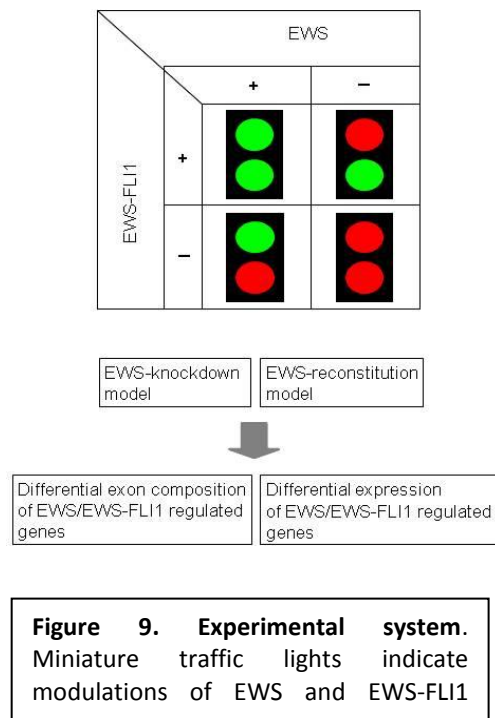 EWS
+ −
EWS-FLI1
+
−
EWS-knockdown
model
EWS-reconstitution
model
Differential exon composition
of EWS/EWS-FLI1 regulated
genes
Differential expression
of EWS/EWS-FLI1 regulated
genes
Figure 9. Experimental system.
Miniature traffic lights indicate
modulations of EWS and EWS-FLI1